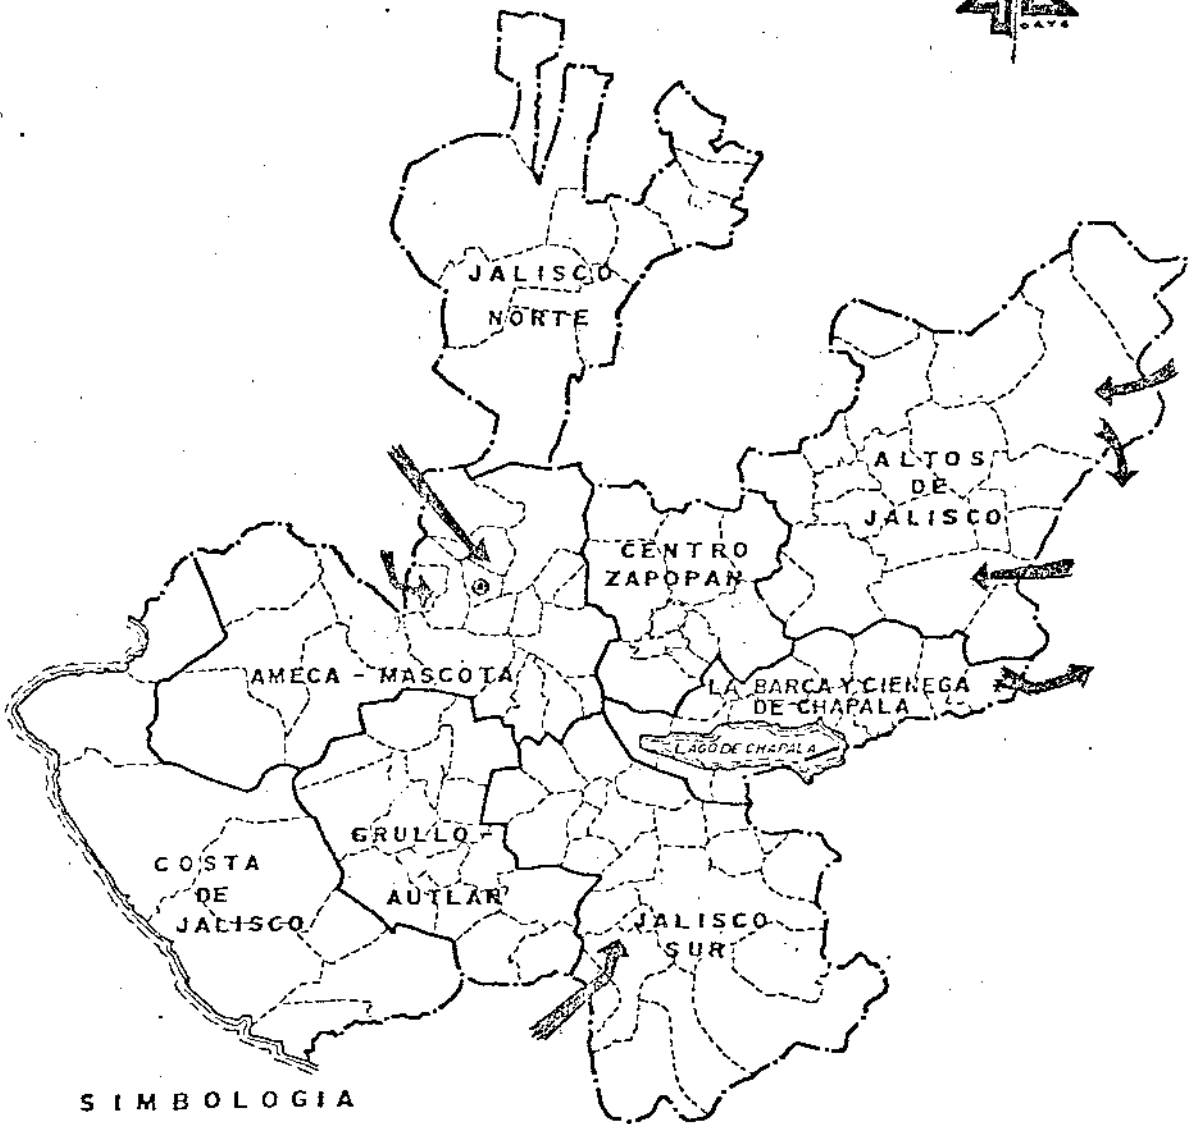 JALISCO
NORTE
ALTOS
DE
JALISCO
CENTRO
ZAPOPAN
AMECA - MASCOTA
LA BARCA Y CIENEGA
DE CHAPALA
LAGO DE CHAPALA
GRULLO -
AUTLAN
COSTA
DE
JALISCO
JALISCO
SUR
SIMBOLOGIA